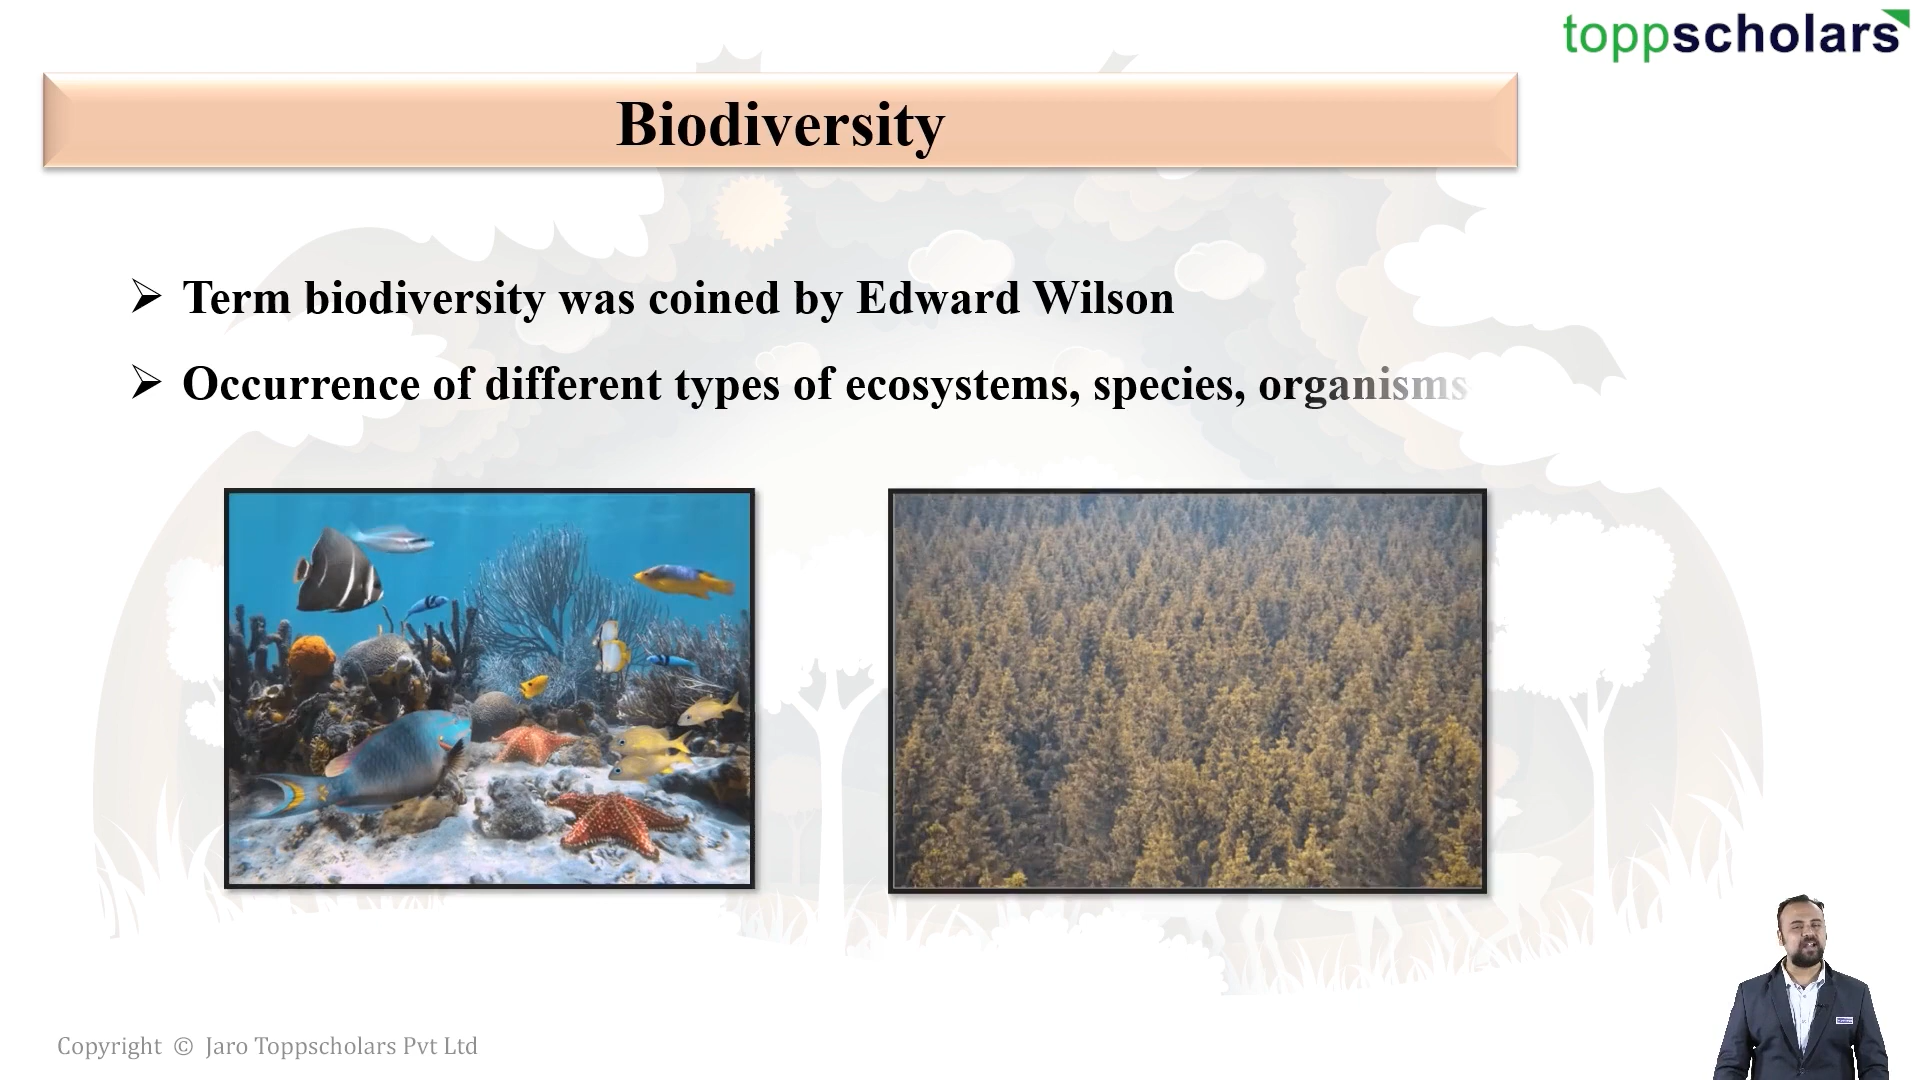 toppscholars
Biodiversity
➢ Term biodiversity was coined by Edward Wilson
➢ Occurrence of different types of ecosystems, species, organisms
Copyright © Jaro Toppscholars Pvt Ltd